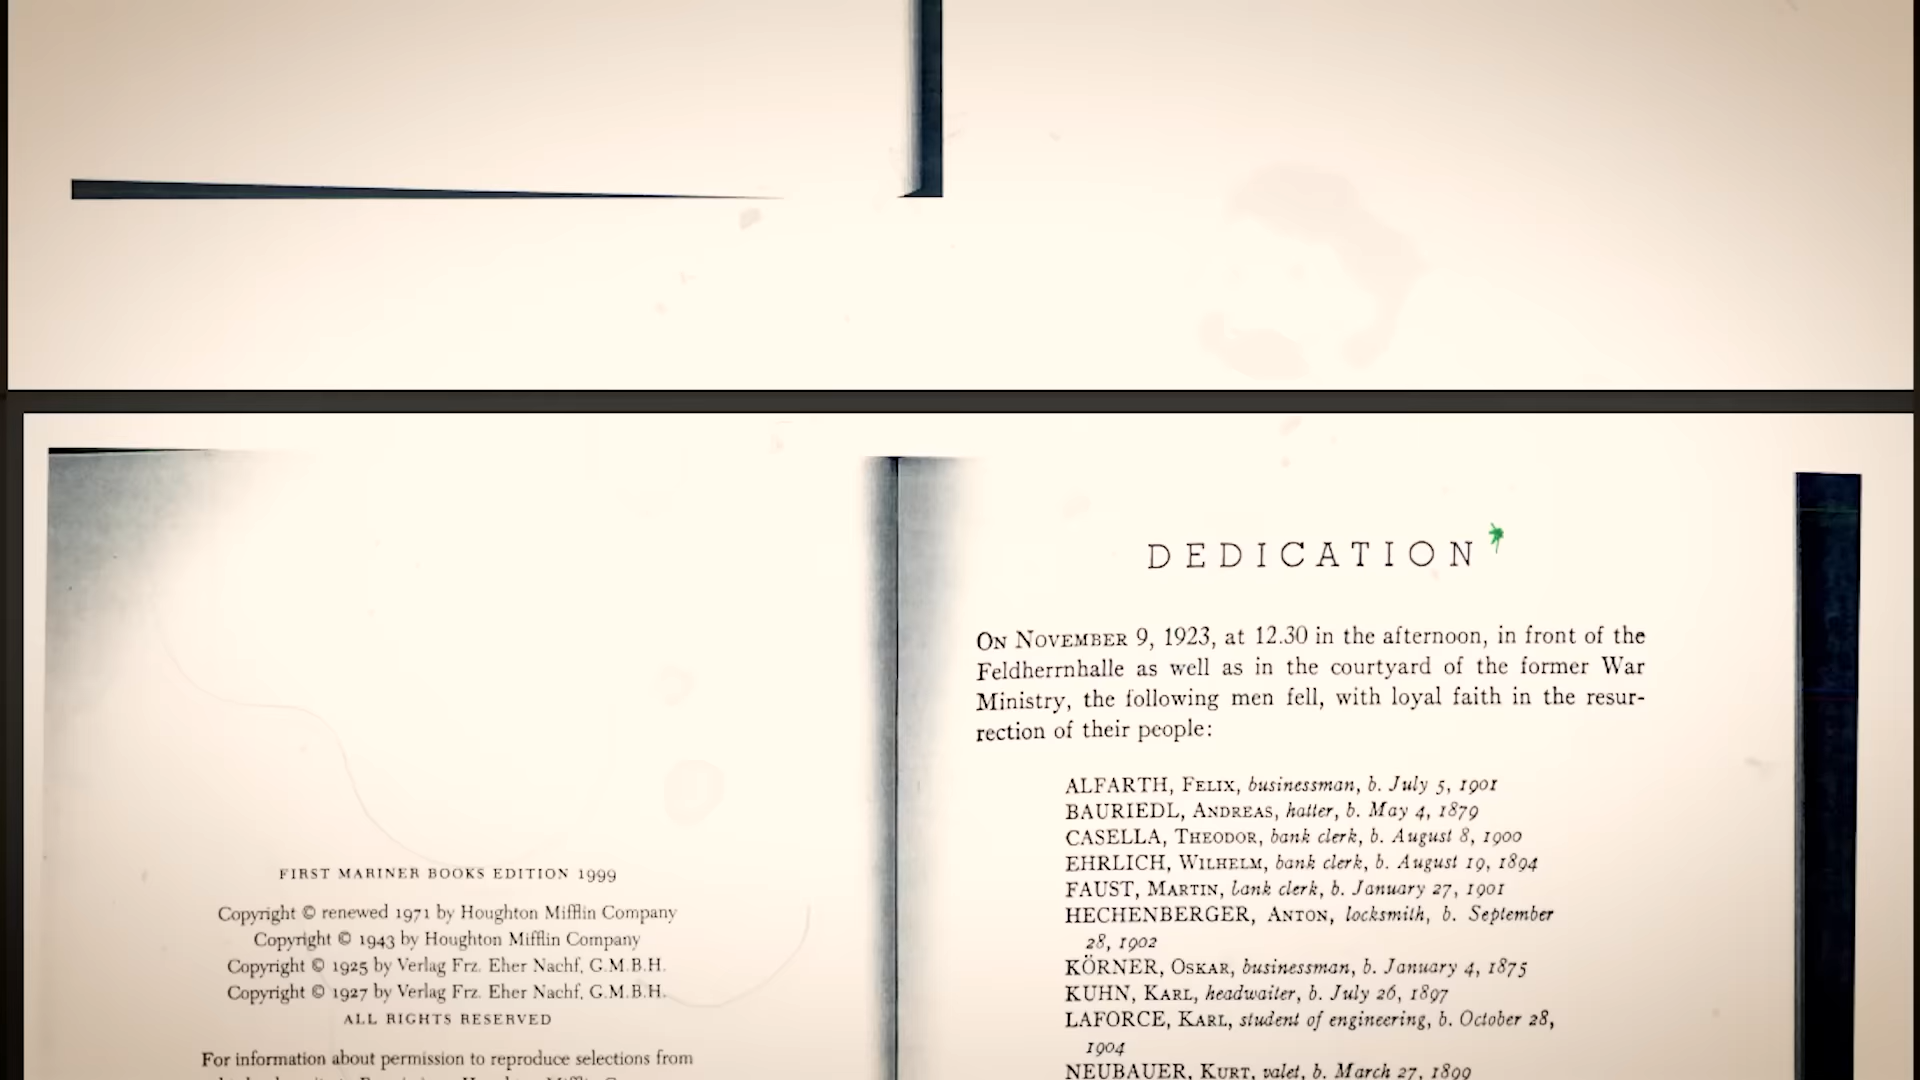 FIRST MARINER BOOKS EDITION 1999
Copyright © renewed 1971 by Houghton Mifflin Company
Copyright © 1943 by Houghton Mifflin Company
Copyright © 1925 by Verlag Frz. Eher Nachf, G.M.B.H.
Copyright © 1927 by Verlag Frz. Eher Nachf, G.M.B.H.
ALL RIGHTS RESERVED
For information about permission to reproduce selections from
DEDICATION
ON NOVEMBER 9, 1923, at 12.30 in the afternoon, in front of the
Feldherrnhalle as well as in the courtyard of the former War
Ministry, the following men fell, with loyal faith in the resur-
rection of their people:
ALFARTH, FELIX, businessman, b. July 5, 1901
BAURIEDL, ANDREAS, hatter, b. May 4, 1879
CASELLA, THEODOR, bank clerk, b. August 8, 1900
EHRLICH, WILHELM, bank clerk, b. August 19, 1894
FAUST, MARTIN, bank clerk, b. January 27, 1901
HECHENBERGER, ANTON, locksmith, b. September
28, 1902
KÖRNER, OSKAR, businessman, b. January 4, 1875
KUHN, KARL, headwaiter, b. July 26, 1897
LAFORCE, KARL, student of engineering, b. October 28,
1904
NEUBAUER, KURT, valet, b. March 27, 1899